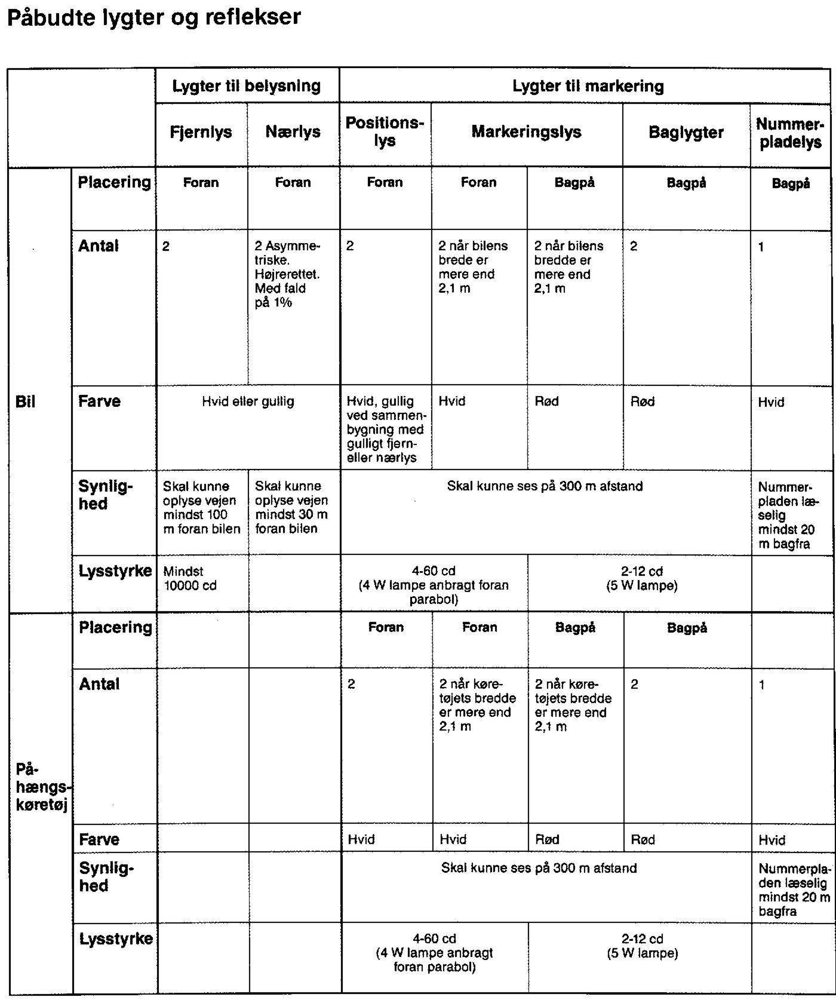 Påbudte lygter og reflekser
Lygter til belysning
Lygter til markering
Fjernlys
Nærlys
Positions-
lys
Markeringslys
Baglygter
Nummer-
pladelys
Bil
Placering
Foran
Foran
Foran
Foran
Bagpå
Bagpå
Bagpå
Antal
2
2 Asymme-
triske.
Højrerettet.
Med fald
på 1%
2
2 når bilens
brede er
mere end
2,1 m
2 når bilens
bredde er
mere end
2,1 m
2
1
Farve
Hvid eller gullig
Hvid, gullig
ved sammen-
bygning med
gulligt fjern-
eller nærlys
Hvid
Rød
Rød
Hvid
Synlig-
hed
Skal kunne
oplyse vejen
mindst 100
m foran bilen
Skal kunne
oplyse vejen
mindst 30 m
foran bilen
Skal kunne ses på 300 m afstand
Nummer-
pladen læ-
selig
mindst 20
m bagfra
Lysstyrke
Mindst
10000 cd
4-60 cd
(4 W lampe anbragt foran
parabol)
2-12 cd
(5 W lampe)
På-
hængs-
køretøj
Placering
Foran
Foran
Bagpå
Bagpå
Antal
2
2 når køre-
tøjets bredde
er mere end
2,1 m
2 når køre-
tøjets bredde
er mere end
2,1 m
2
1
Farve
Hvid
Hvid
Rød
Rød
Hvid
Synlig-
hed
Skal kunne ses på 300 m afstand
Nummerpla-
den læselig
mindst 20 m
bagfra
Lysstyrke
4-60 cd
(4 W lampe anbragt
foran parabol)
2-12 cd
(5 W lampe)